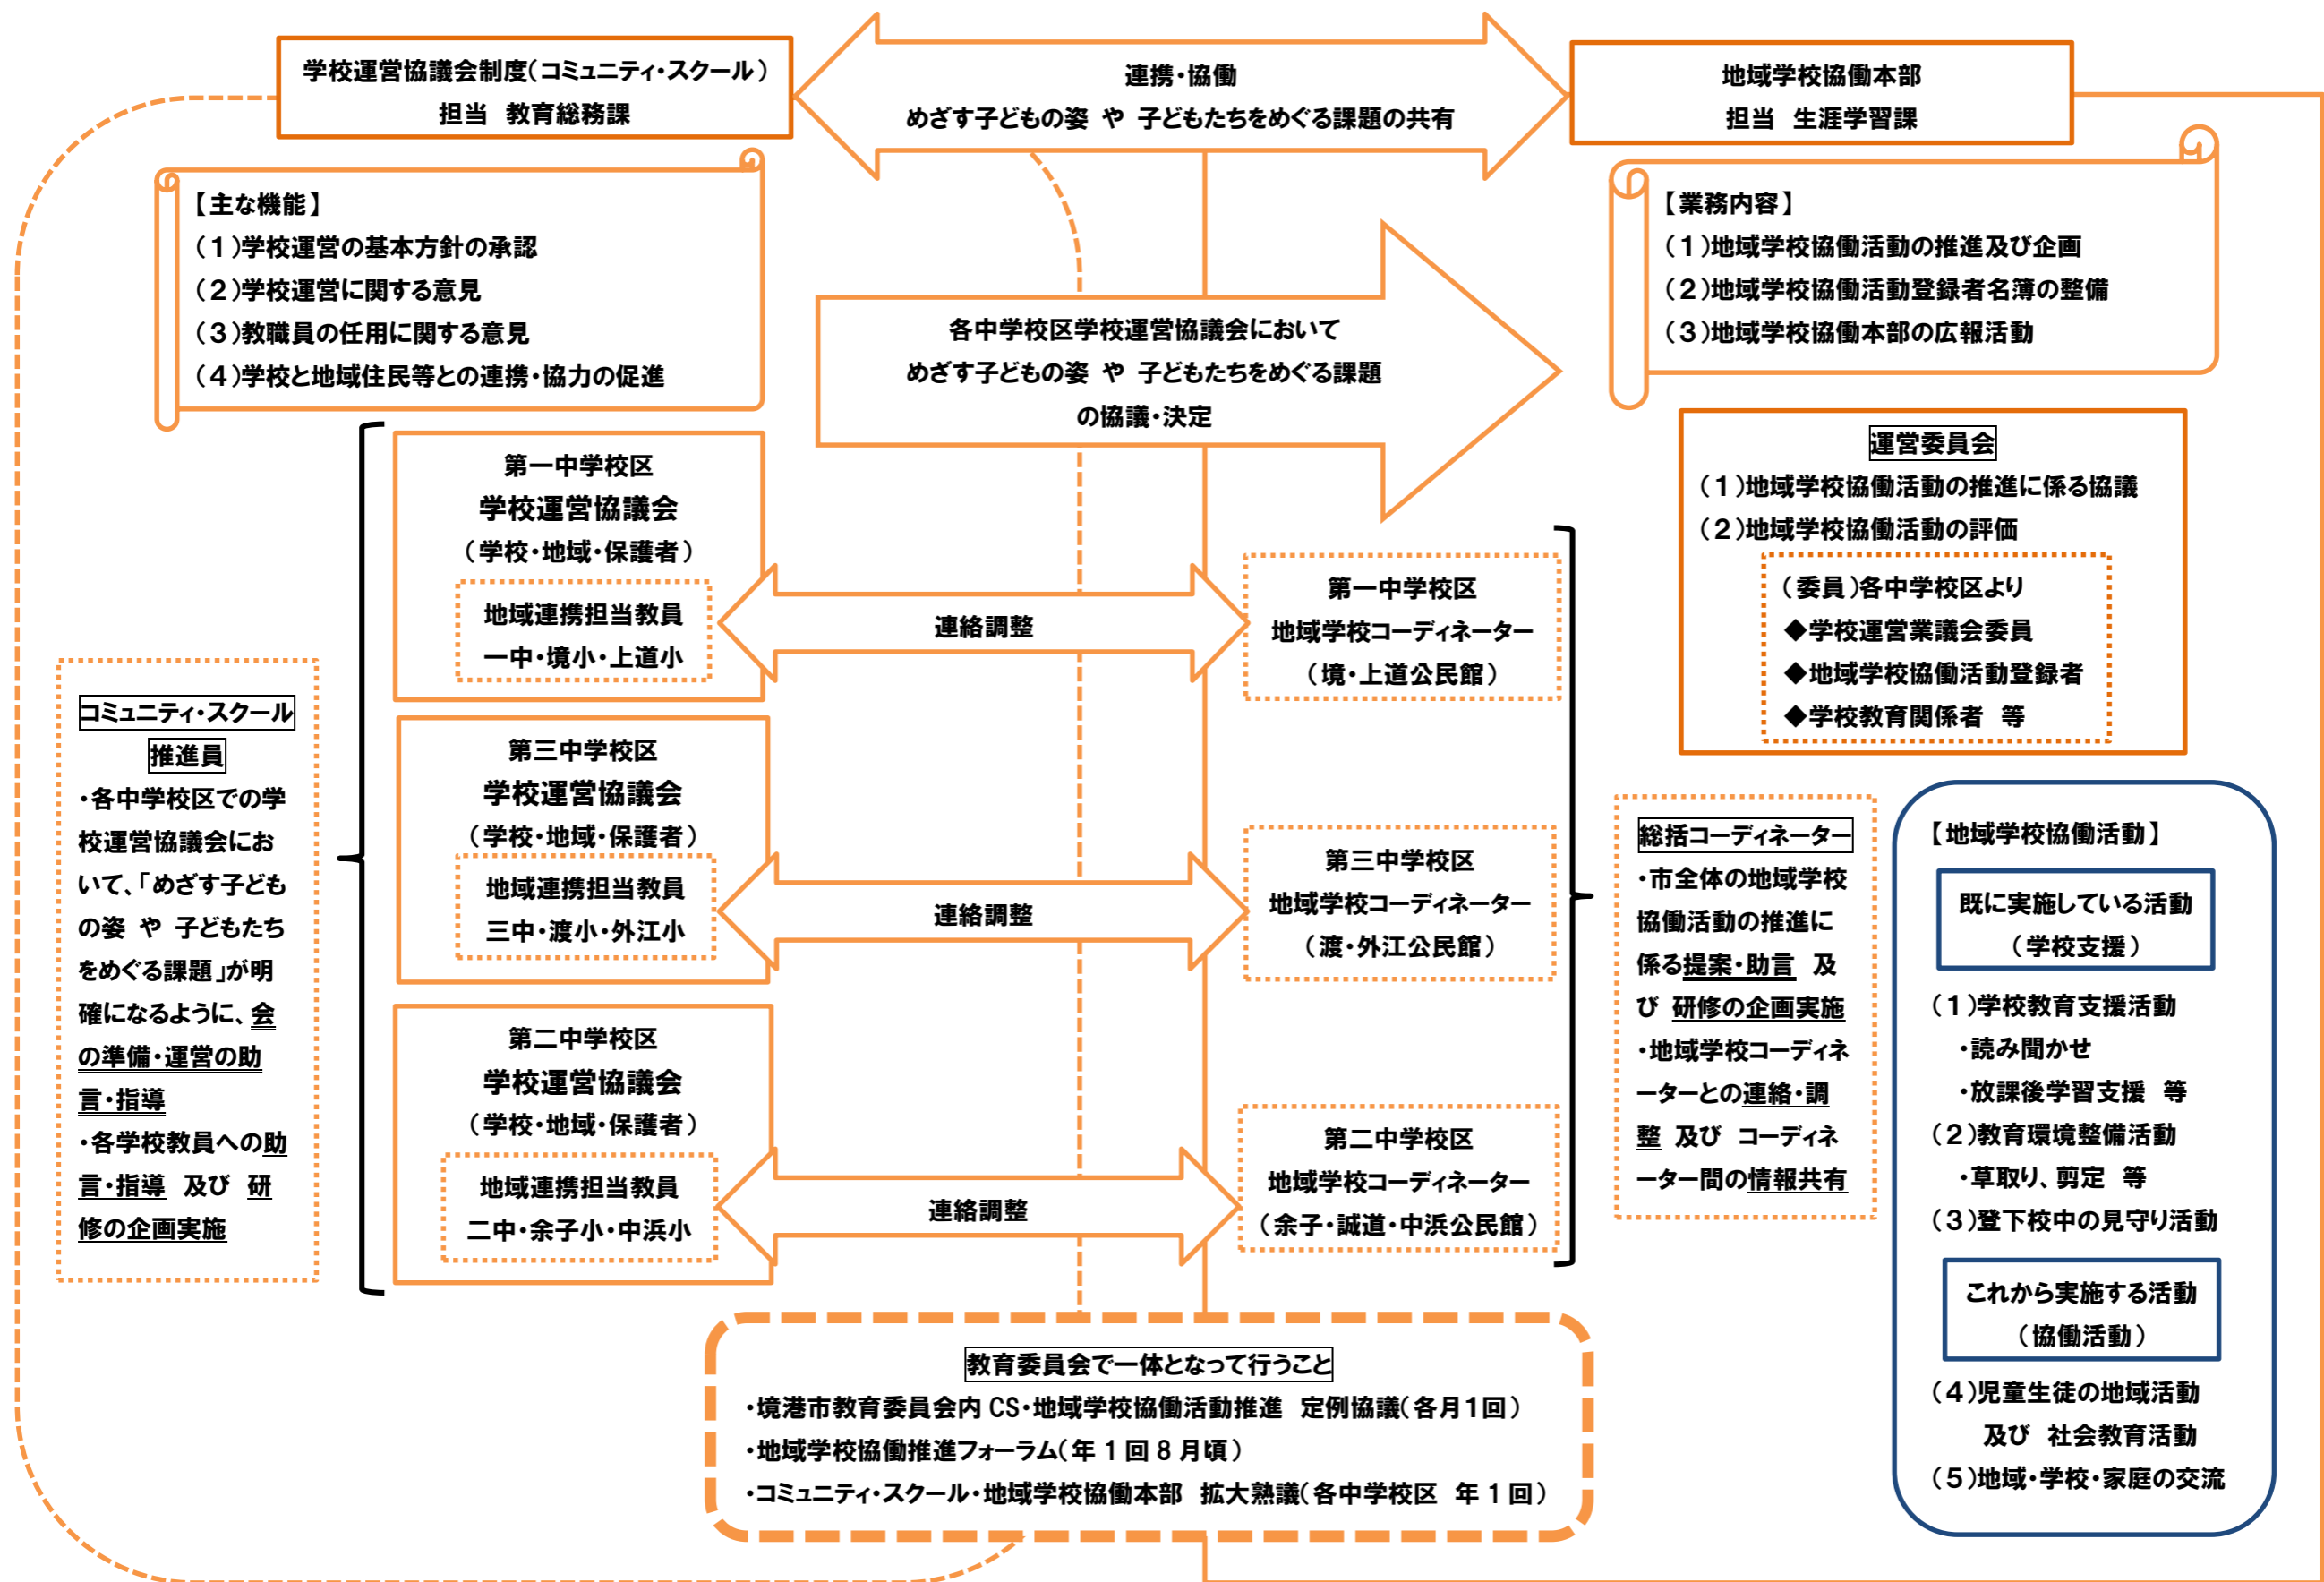 学校運営協議会制度(コミュニティ・スクール)
担当 教育総務課
連携・協働
めざす子どもの姿 や 子どもたちをめぐる課題の共有
地域学校協働本部
担当 生涯学習課
【主な機能】
(1)学校運営の基本方針の承認
(2)学校運営に関する意見
(3)教職員の任用に関する意見
(4)学校と地域住民等との連携・協力の促進
各中学校区学校運営協議会において
めざす子どもの姿 や 子どもたちをめぐる課題
の協議・決定
【業務内容】
(1)地域学校協働活動の推進及び企画
(2)地域学校協働活動登録者名簿の整備
(3)地域学校協働本部の広報活動
コミュニティ・スクール
推進員
・各中学校区での学
校運営協議会にお
いて、「めざす子ども
の姿 や 子どもたち
をめぐる課題」が明
確になるように、会
の準備・運営の助
言・指導
・各学校教員への助
言・指導 及び 研
修の企画実施
第一中学校区
学校運営協議会
(学校・地域・保護者)
地域連携担当教員
一中・境小・上道小
連絡調整
第一中学校区
地域学校コーディネーター
(境・上道公民館)
第三中学校区
学校運営協議会
(学校・地域・保護者)
地域連携担当教員
三中・渡小・外江小
連絡調整
第三中学校区
地域学校コーディネーター
(渡・外江公民館)
第二中学校区
学校運営協議会
(学校・地域・保護者)
地域連携担当教員
二中・余子小・中浜小
連絡調整
第二中学校区
地域学校コーディネーター
(余子・誠道・中浜公民館)
運営委員会
(1)地域学校協働活動の推進に係る協議
(2)地域学校協働活動の評価
(委員)各中学校区より
◆学校運営業議会委員
◆地域学校協働活動登録者
◆学校教育関係者 等
総括コーディネーター
・市全体の地域学校
協働活動の推進に
係る提案・助言 及
び 研修の企画実施
・地域学校コーディネ
ーターとの連絡・調
整 及び コーディネ
ーター間の情報共有
【地域学校協働活動】
既に実施している活動
(学校支援)
(1)学校教育支援活動
・読み聞かせ
・放課後学習支援 等
(2)教育環境整備活動
・草取り、剪定 等
(3)登下校中の見守り活動
これから実施する活動
(協働活動)
(4)児童生徒の地域活動
及び 社会教育活動
(5)地域・学校・家庭の交流
教育委員会で一体となって行うこと
・境港市教育委員会内 CS・地域学校協働活動推進 定例協議(各月1回)
・地域学校協働推進フォーラム(年 1 回 8 月頃)
・コミュニティ・スクール・地域学校協働本部 拡大熟議(各中学校区 年 1 回)